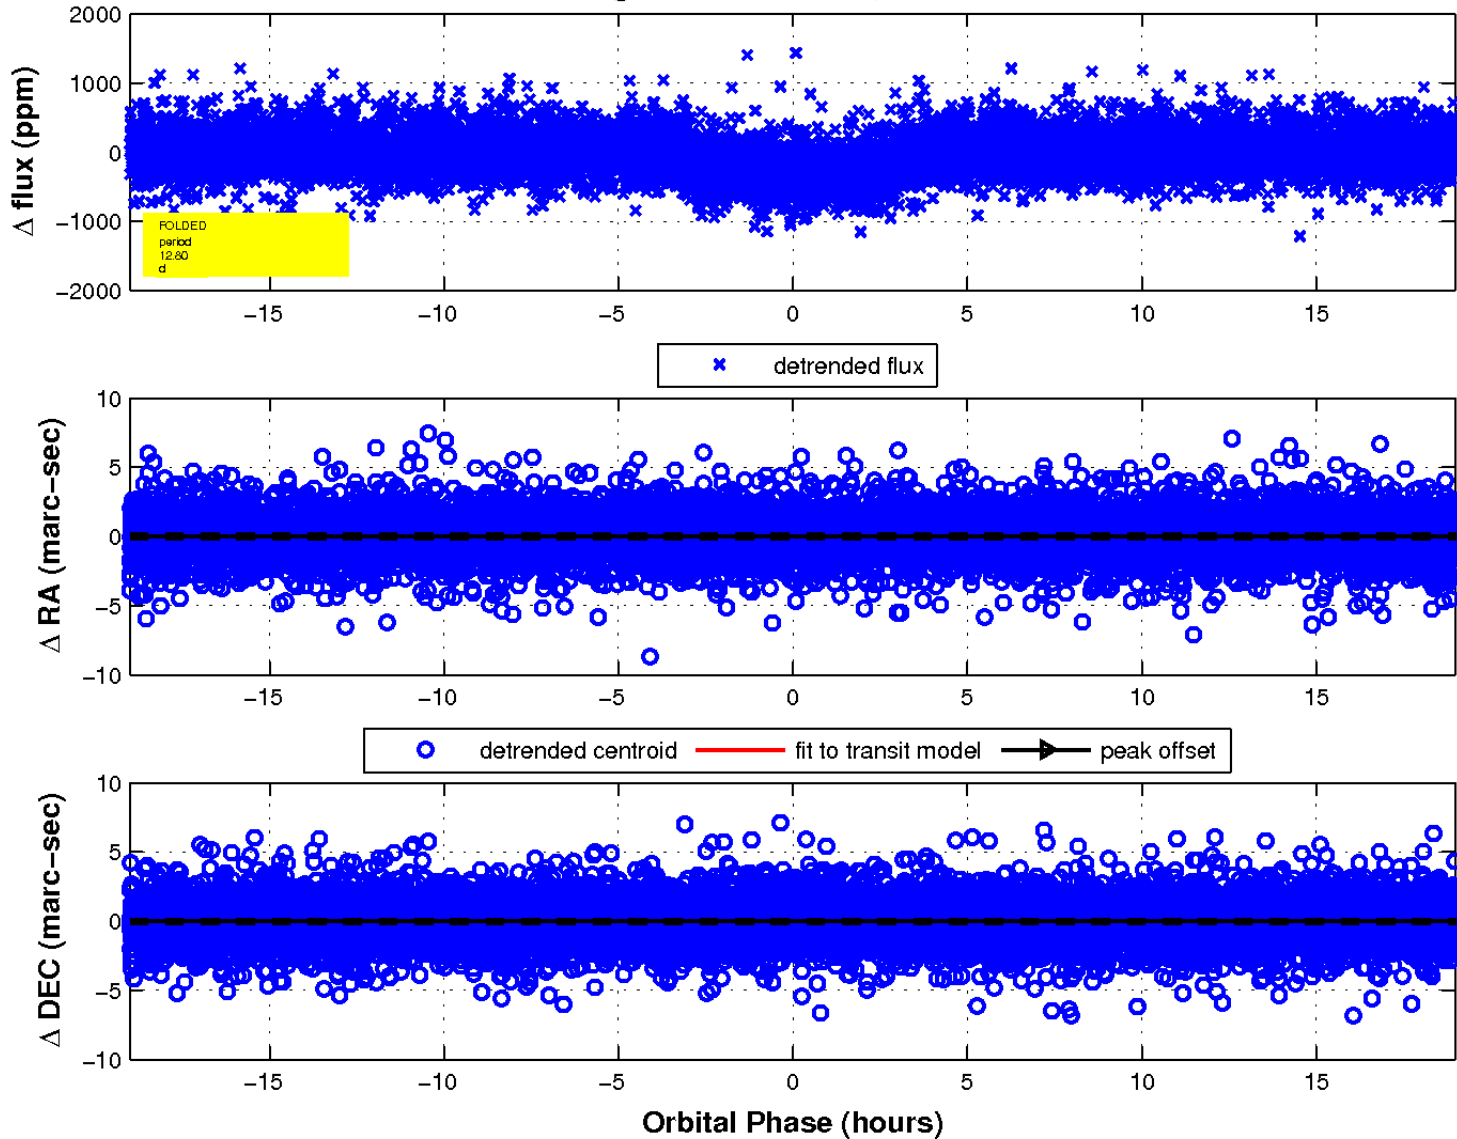 2000
1000
0
−1000
−2000
Δ flux (ppm)
FOLDED
period
12.80
d
−15 −10 −5 0 5 10 15
detrended flux
10
5
0
−5
−10
Δ RA (marc−sec)
−15 −10 −5 0 5 10 15
detrended centroid fit to transit model peak offset
10
5
0
−5
−10
Δ DEC (marc−sec)
−15 −10 −5 0 5 10 15
Orbital Phase (hours)